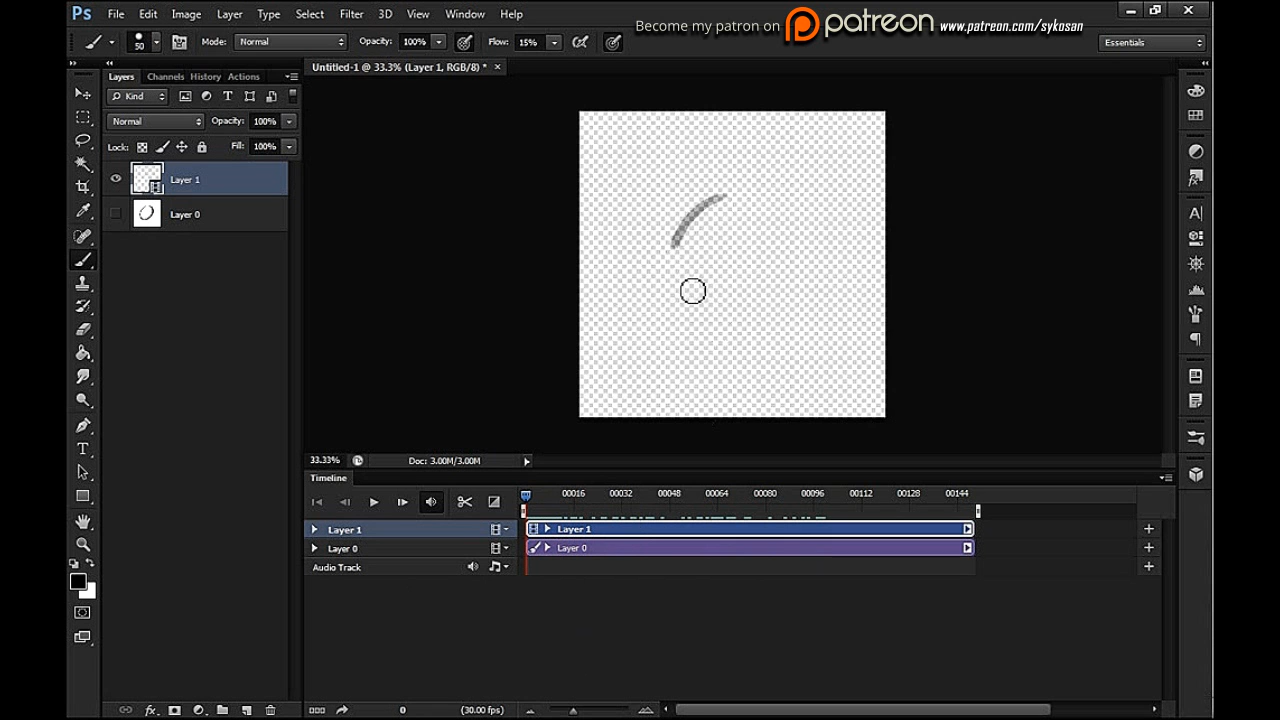 Ps File Edit Image Layer Type Select Filter 3D View Window Help
Become my patron on patreon www.patreon.com/sykosan
50 Mode: Normal Opacity: 100% Flow: 15% Essentials
Layers Channels History Actions
Untitled-1 @ 33.3% (Layer 1, RGB/8) * ×
Kind
Normal Opacity: 100%
Lock: Fill: 100%
Layer 1
Layer 0
33.33% Doc: 3.00M/3.00M
Timeline
00016 00032 00048 00064 00080 00096 00112 00128 00144
Layer 1 Layer 1
Layer 0 Layer 0
Audio Track
0 (30.00 fps)